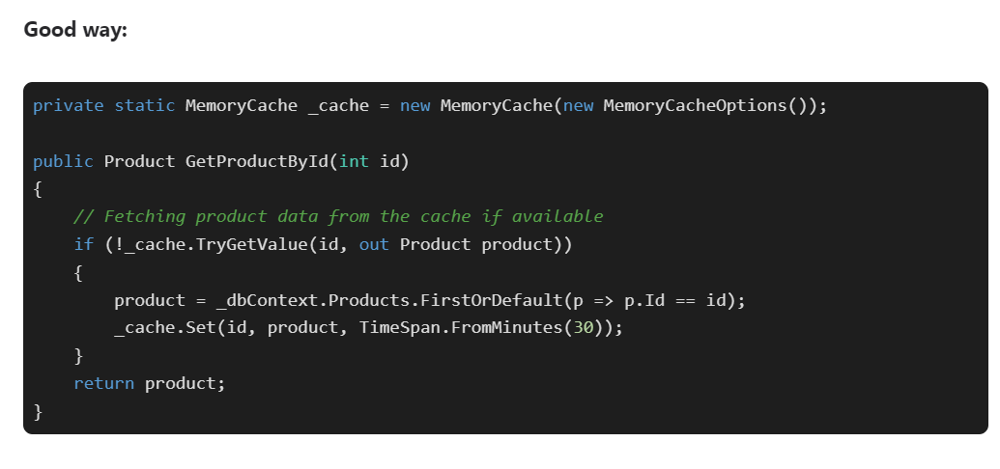 Good way:
private static MemoryCache _cache = new MemoryCache(new MemoryCacheOptions());
public Product GetProductById(int id)
{
    // Fetching product data from the cache if available
    if (!_cache.TryGetValue(id, out Product product))
    {
        product = _dbContext.Products.FirstOrDefault(p => p.Id == id);
        _cache.Set(id, product, TimeSpan.FromMinutes(30));
    }
    return product;
}